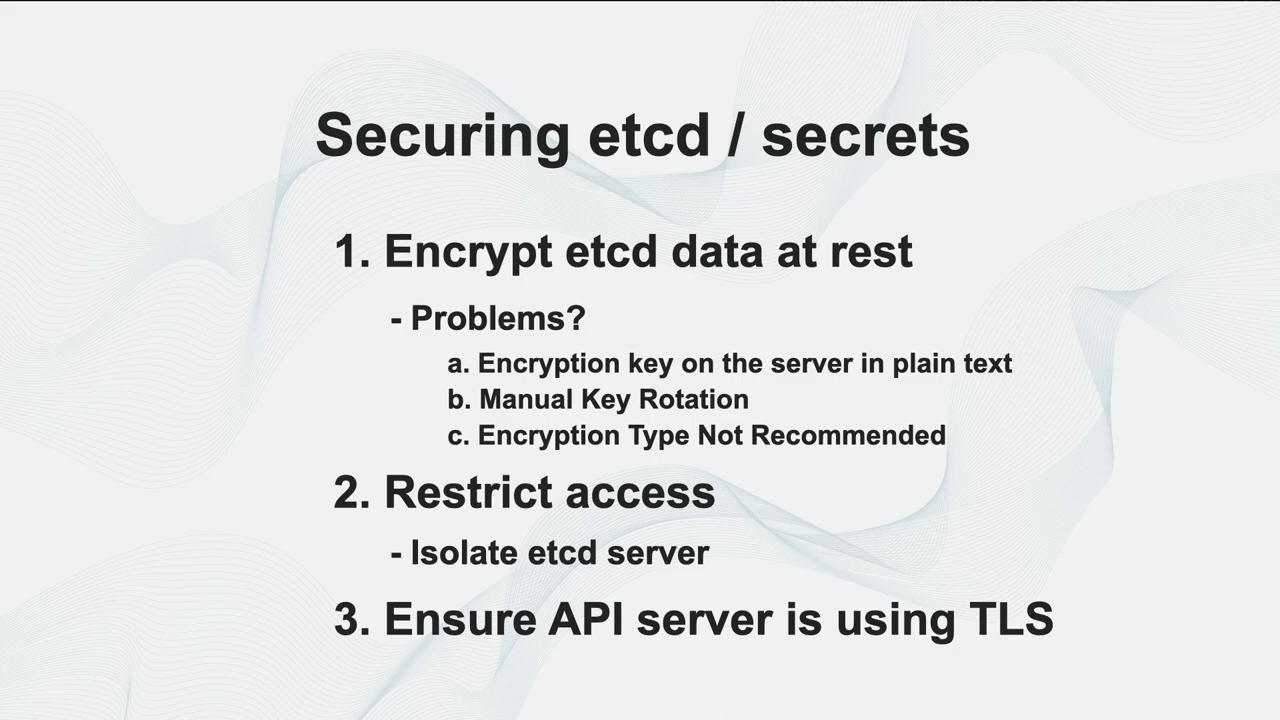 Securing etcd / secrets
1. Encrypt etcd data at rest
- Problems?
a. Encryption key on the server in plain text
b. Manual Key Rotation
c. Encryption Type Not Recommended
2. Restrict access
- Isolate etcd server
3. Ensure API server is using TLS